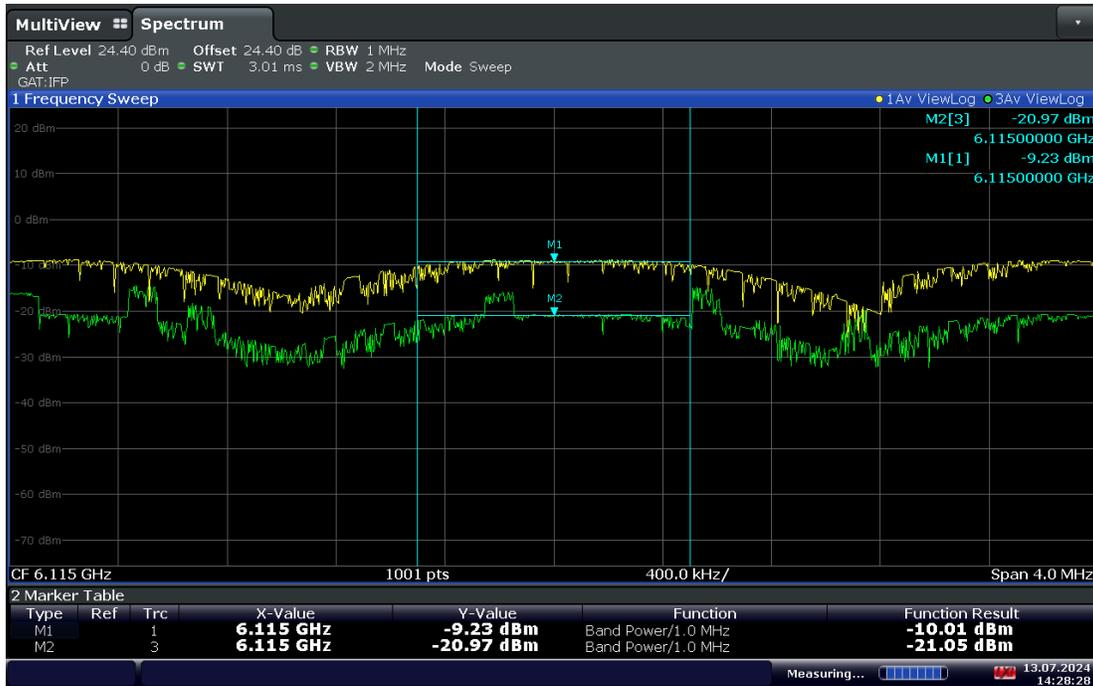 MultiView Spectrum
Ref Level 24.40 dBm Offset 24.40 dB RBW 1 MHz
Att 0 dB SWT 3.01 ms VBW 2 MHz Mode Sweep
GAT:IFP
1 Frequency Sweep 1Av ViewLog 3Av ViewLog
M2[3] -20.97 dBm
6.11500000 GHz
M1[1] -9.23 dBm
6.11500000 GHz
20 dBm
10 dBm
0 dBm
M1
-10 dBm
M2
-20 dBm
-30 dBm
-40 dBm
-50 dBm
-60 dBm
-70 dBm
CF 6.115 GHz 1001 pts 400.0 kHz/ Span 4.0 MHz
2 Marker Table
Type Ref Trc X-Value Y-Value Function Function Result
M1 1 6.115 GHz -9.23 dBm Band Power/1.0 MHz -10.01 dBm
M2 3 6.115 GHz -20.97 dBm Band Power/1.0 MHz -21.05 dBm
Measuring... 13.07.2024
14:28:28